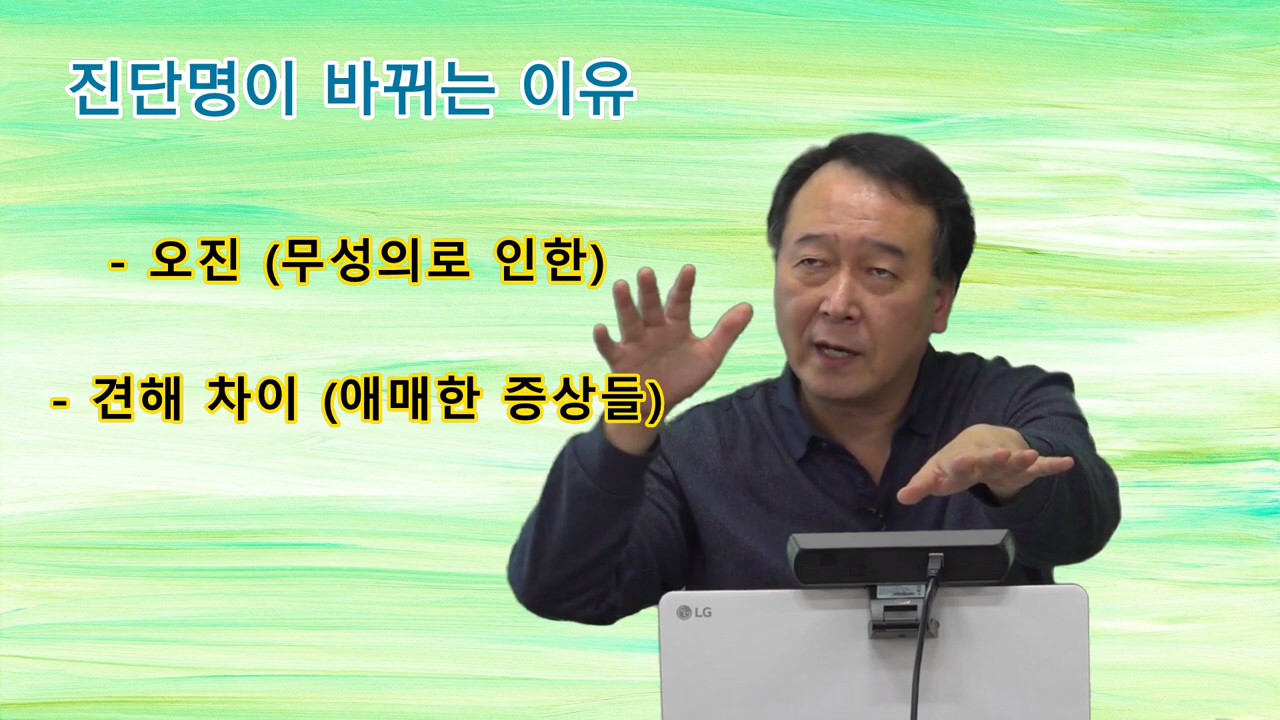 진단명이 바뀌는 이유
- 오진 (무성의로 인한)
- 견해 차이 (애매한 증상들)
LG